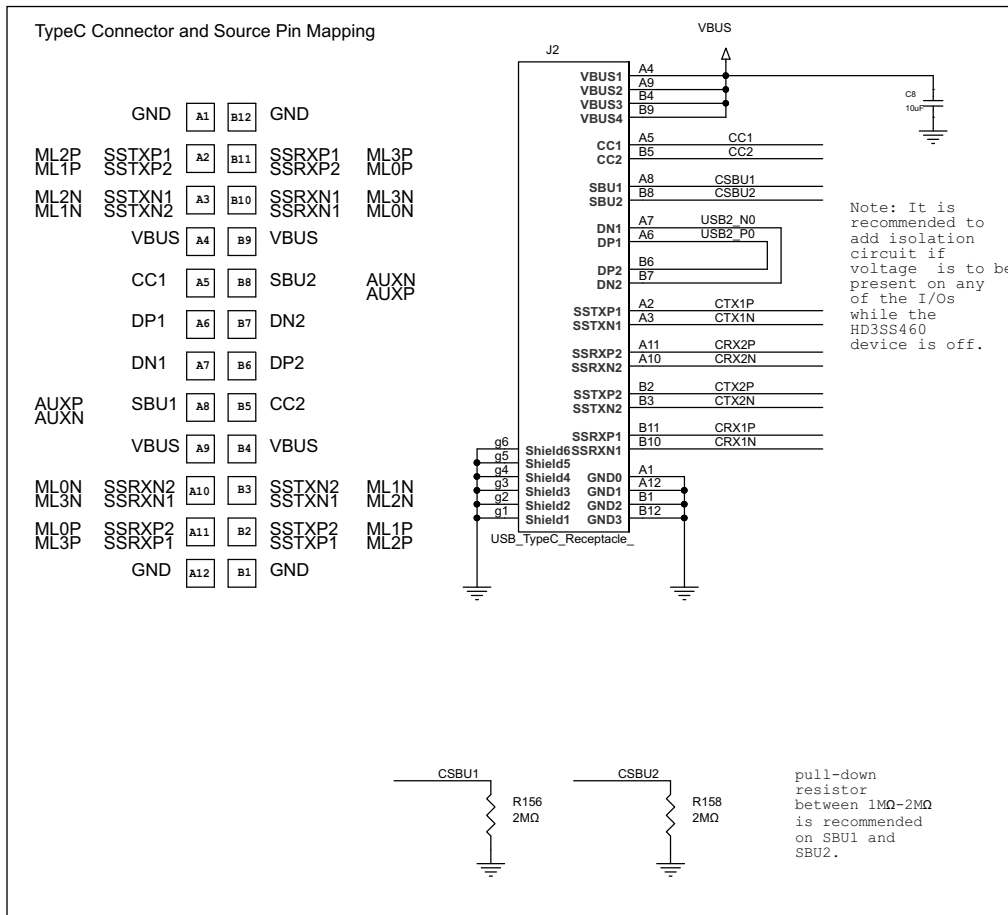 TypeC Connector and Source Pin Mapping
GND A1 B12 GND
ML2P SSTXP1 A2 B11 SSRXP1 ML3P
ML1P SSTXP2 SSRXP2 ML0P
ML2N SSTXN1 A3 B10 SSRXN1 ML3N
ML1N SSTXN2 SSRXN1 ML0N
VBUS A4 B9 VBUS
CC1 A5 B8 SBU2 AUXN
AUXP
DP1 A6 B7 DN2
DN1 A7 B6 DP2
AUXP SBU1 A8 B5 CC2
AUXN
VBUS A9 B4 VBUS
ML0N SSRXN2 A10 B3 SSTXN2 ML1N
ML3N SSRXN1 SSTXN1 ML2N
ML0P SSRXP2 A11 B2 SSTXP2 ML1P
ML3P SSRXP1 SSTXP1 ML2P
GND A12 B1 GND
VBUS
J2
VBUS1 A4
VBUS2 A9
VBUS3 B4
VBUS4 B9
C8
10uF
CC1 A5 CC1
CC2 B5 CC2
SBU1 A8 CSBU1
SBU2 B8 CSBU2
DN1 A7 USB2_N0
DP1 A6 USB2_P0
DP2 B6
DN2 B7
SSTXP1 A2 CTX1P
SSTXN1 A3 CTX1N
SSRXP2 A11 CRX2P
SSRXN2 A10 CRX2N
SSTXP2 B2 CTX2P
SSTXN2 B3 CTX2N
SSRXP1 B11 CRX1P
g6 Shield6 SSRXN1 B10 CRX1N
g5 Shield5
g4 Shield4 GND0 A1
g3 Shield3 GND1 A12
g2 Shield2 GND2 B1
g1 Shield1 GND3 B12
USB_TypeC_Receptacle_
Note: It is
recommended to
add isolation
circuit if
voltage is to be
present on any
of the I/Os
while the
HD3SS460
device is off.
CSBU1
R156
2MΩ
CSBU2
R158
2MΩ
pull-down
resistor
between 1MΩ-2MΩ
is recommended
on SBU1 and
SBU2.